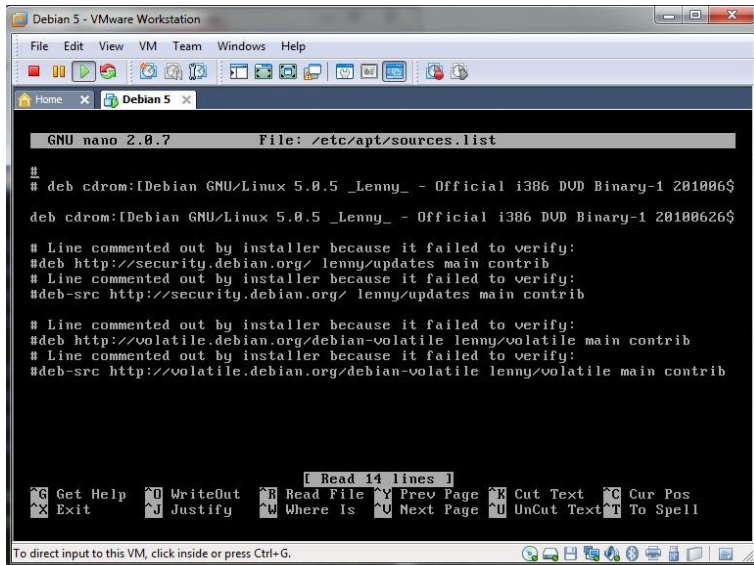 Debian 5 - VMware Workstation
File Edit View VM Team Windows Help
Home X Debian 5 X
GNU nano 2.0.7 File: /etc/apt/sources.list
#
# deb cdrom:[Debian GNU/Linux 5.0.5 _Lenny_ - Official i386 DVD Binary-1 201006$
deb cdrom:[Debian GNU/Linux 5.0.5 _Lenny_ - Official i386 DVD Binary-1 20100626$
# Line commented out by installer because it failed to verify:
#deb http://security.debian.org/ lenny/updates main contrib
# Line commented out by installer because it failed to verify:
#deb-src http://security.debian.org/ lenny/updates main contrib
# Line commented out by installer because it failed to verify:
#deb http://volatile.debian.org/debian-volatile lenny/volatile main contrib
# Line commented out by installer because it failed to verify:
#deb-src http://volatile.debian.org/debian-volatile lenny/volatile main contrib
[ Read 14 lines ]
^G Get Help ^O WriteOut ^R Read File ^Y Prev Page ^K Cut Text ^C Cur Pos
^X Exit ^J Justify ^W Where Is ^V Next Page ^U UnCut Text ^T To Spell
To direct input to this VM, click inside or press Ctrl+G.